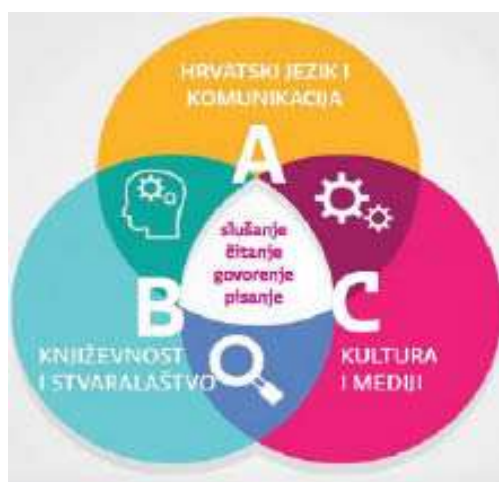 HRVATSKI JEZIK I
KOMUNIKACIJA
A
slušanje
čitanje
govorenje
pisanje
B
C
KNJIŽEVNOST
I STVARALAŠTVO
KULTURA
I MEDIJI